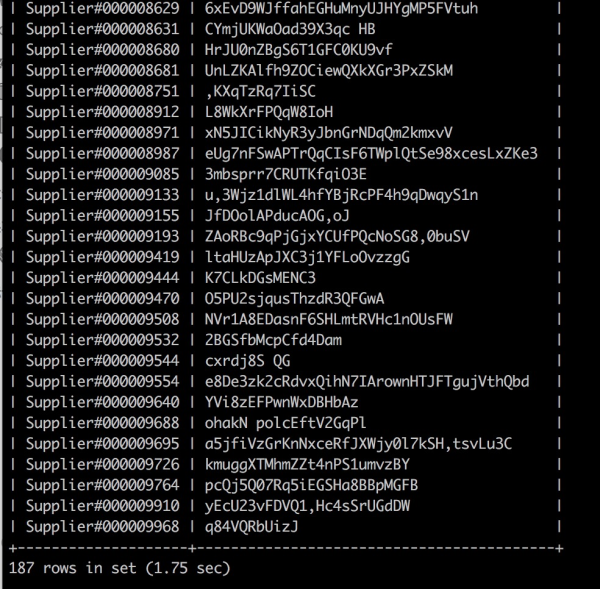 | Supplier#000008629 | 6xEvD9WJffahEGHuMnyUJHYgMP5FVtuh |
| Supplier#000008631 | CYmjUKWaOad39X3qc HB |
| Supplier#000008680 | HrJU0nZBgS6T1GFC0KU9vf |
| Supplier#000008681 | UnLZKAlfh9ZOCiewQXkXGr3PxZSkM |
| Supplier#000008751 | ,KXqTzRq7IiSC |
| Supplier#000008912 | L8WkXrFPQqW8IoH |
| Supplier#000008971 | xN5JICikNyR3yJbnGrNDqQm2kmxvV |
| Supplier#000008987 | eUg7nFSwAPTrQqCIsF6TWplQtSe98xcesLxZKe3 |
| Supplier#000009085 | 3mbsprr7CRUTKfqiO3E |
| Supplier#000009133 | u,3Wjz1dlWL4hfYBjRcPF4h9qDwqyS1n |
| Supplier#000009155 | JfDOolAPducAOG,oJ |
| Supplier#000009193 | ZAoRBc9qPjGjxYCUfPQcNoSG8,0buSV |
| Supplier#000009419 | ltaHUzApJXC3j1YFLoOvzzgG |
| Supplier#000009444 | K7CLkDGsMENC3 |
| Supplier#000009470 | O5PU2sjqusThzdR3QFGwA |
| Supplier#000009508 | NVr1A8EDasnF6SHLmtRVHc1nOUsFW |
| Supplier#000009532 | 2BGSfbMcpCfd4Dam |
| Supplier#000009544 | cxrdj8S QG |
| Supplier#000009554 | e8De3zk2cRdvxQihN7IArownHTJFTgujVthQbd |
| Supplier#000009640 | YVi8zEFPwnWxDBHbAz |
| Supplier#000009688 | ohakN polcEftV2GqPl |
| Supplier#000009695 | a5jfiVzGrKnNxceRfJXWjy0l7kSH,tsvLu3C |
| Supplier#000009726 | kmuggXTMhmZZt4nPS1umvzBY |
| Supplier#000009764 | pcQj5Q07Rq5iEGSHa8BBpMGFB |
| Supplier#000009910 | yEcU23vFDVQ1,Hc4sSrUGdDW |
| Supplier#000009968 | q84VQRbUizJ |
+--------------------+-----------------------------------------+
187 rows in set (1.75 sec)